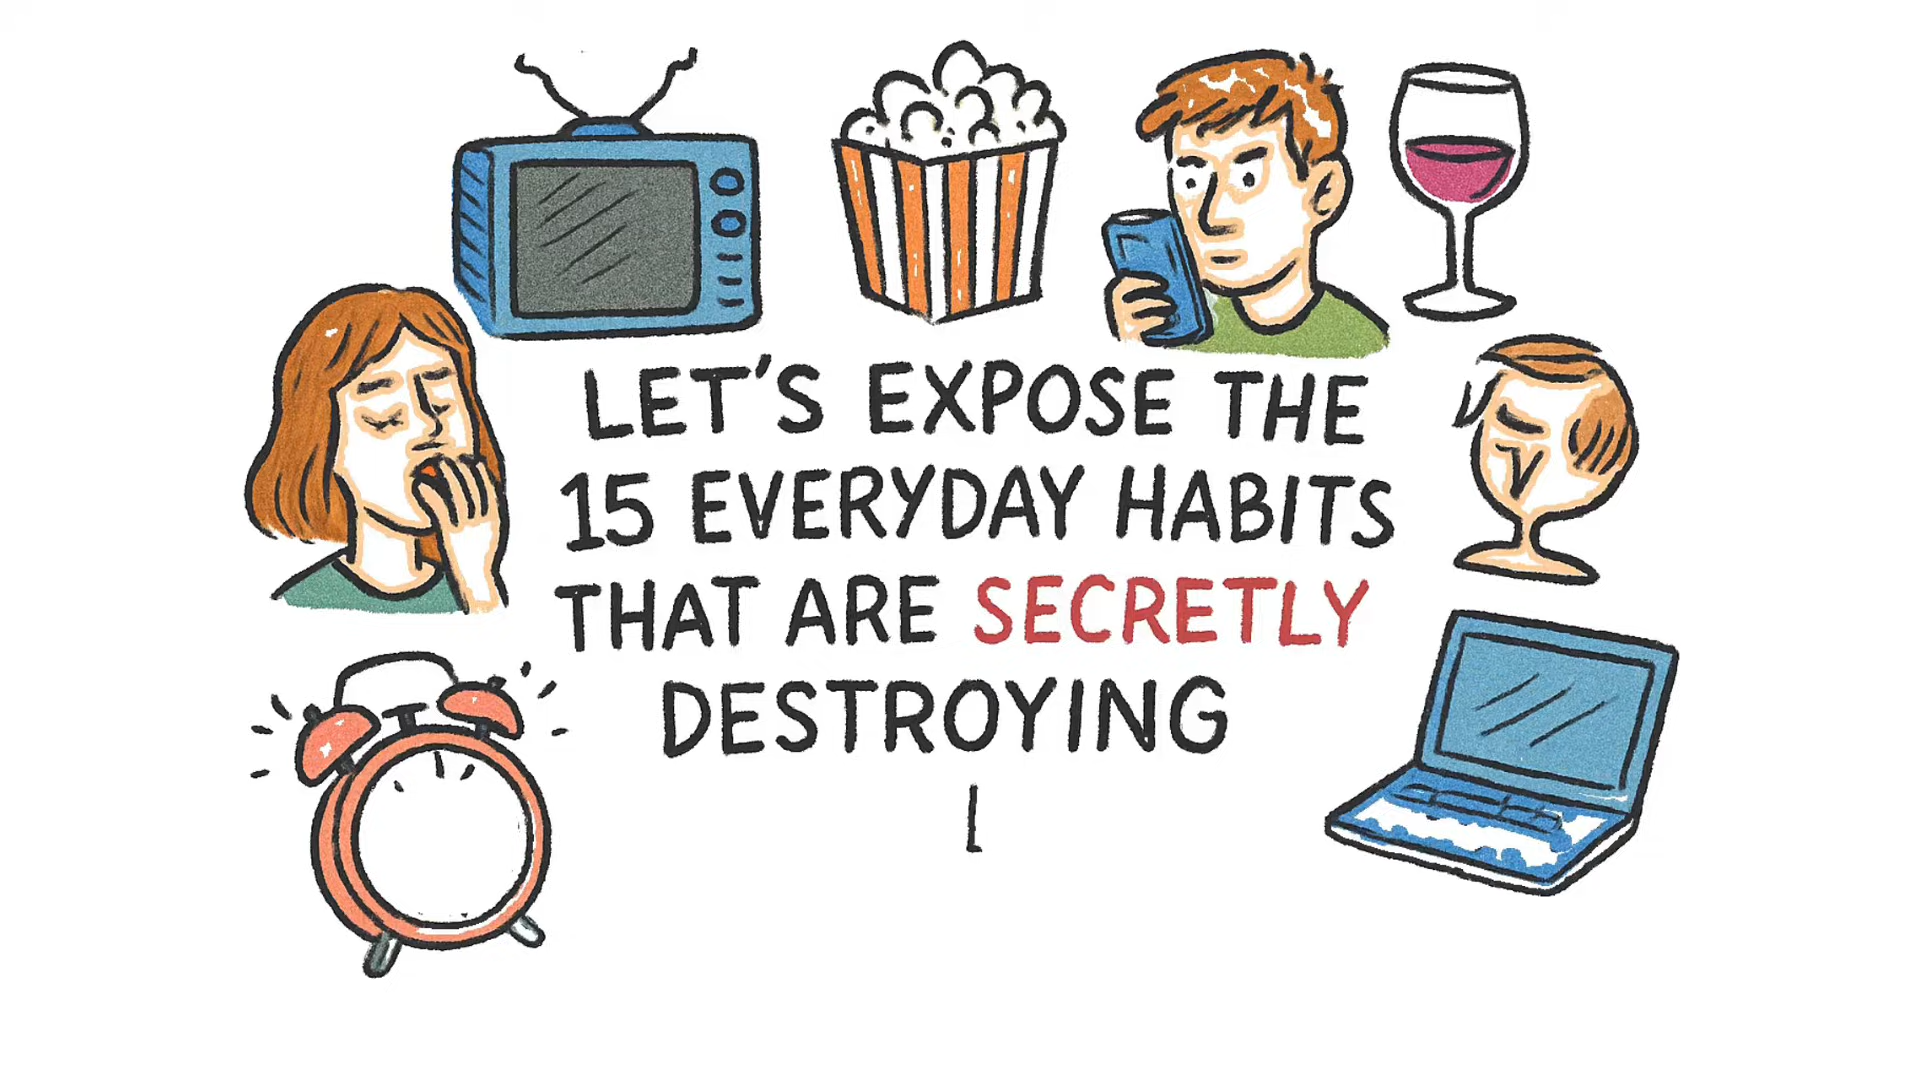 LET'S EXPOSE THE
15 EVERYDAY HABITS
THAT ARE SECRETLY
DESTROYING